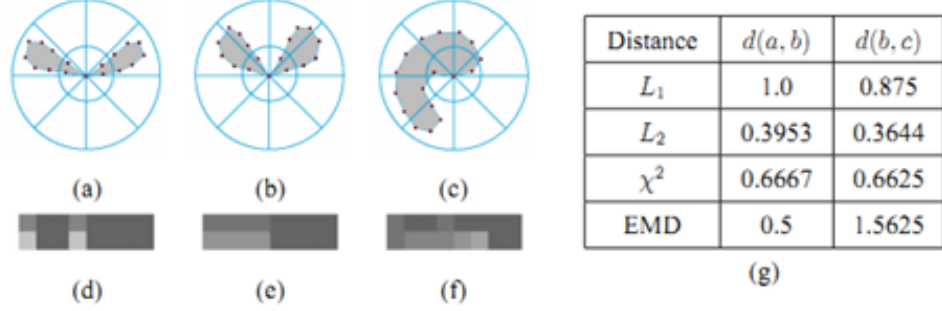 (a) (b) (c)
(d) (e) (f)
Distance d(a, b) d(b, c)
L₁ 1.0 0.875
L₂ 0.3953 0.3644
χ² 0.6667 0.6625
EMD 0.5 1.5625
(g)